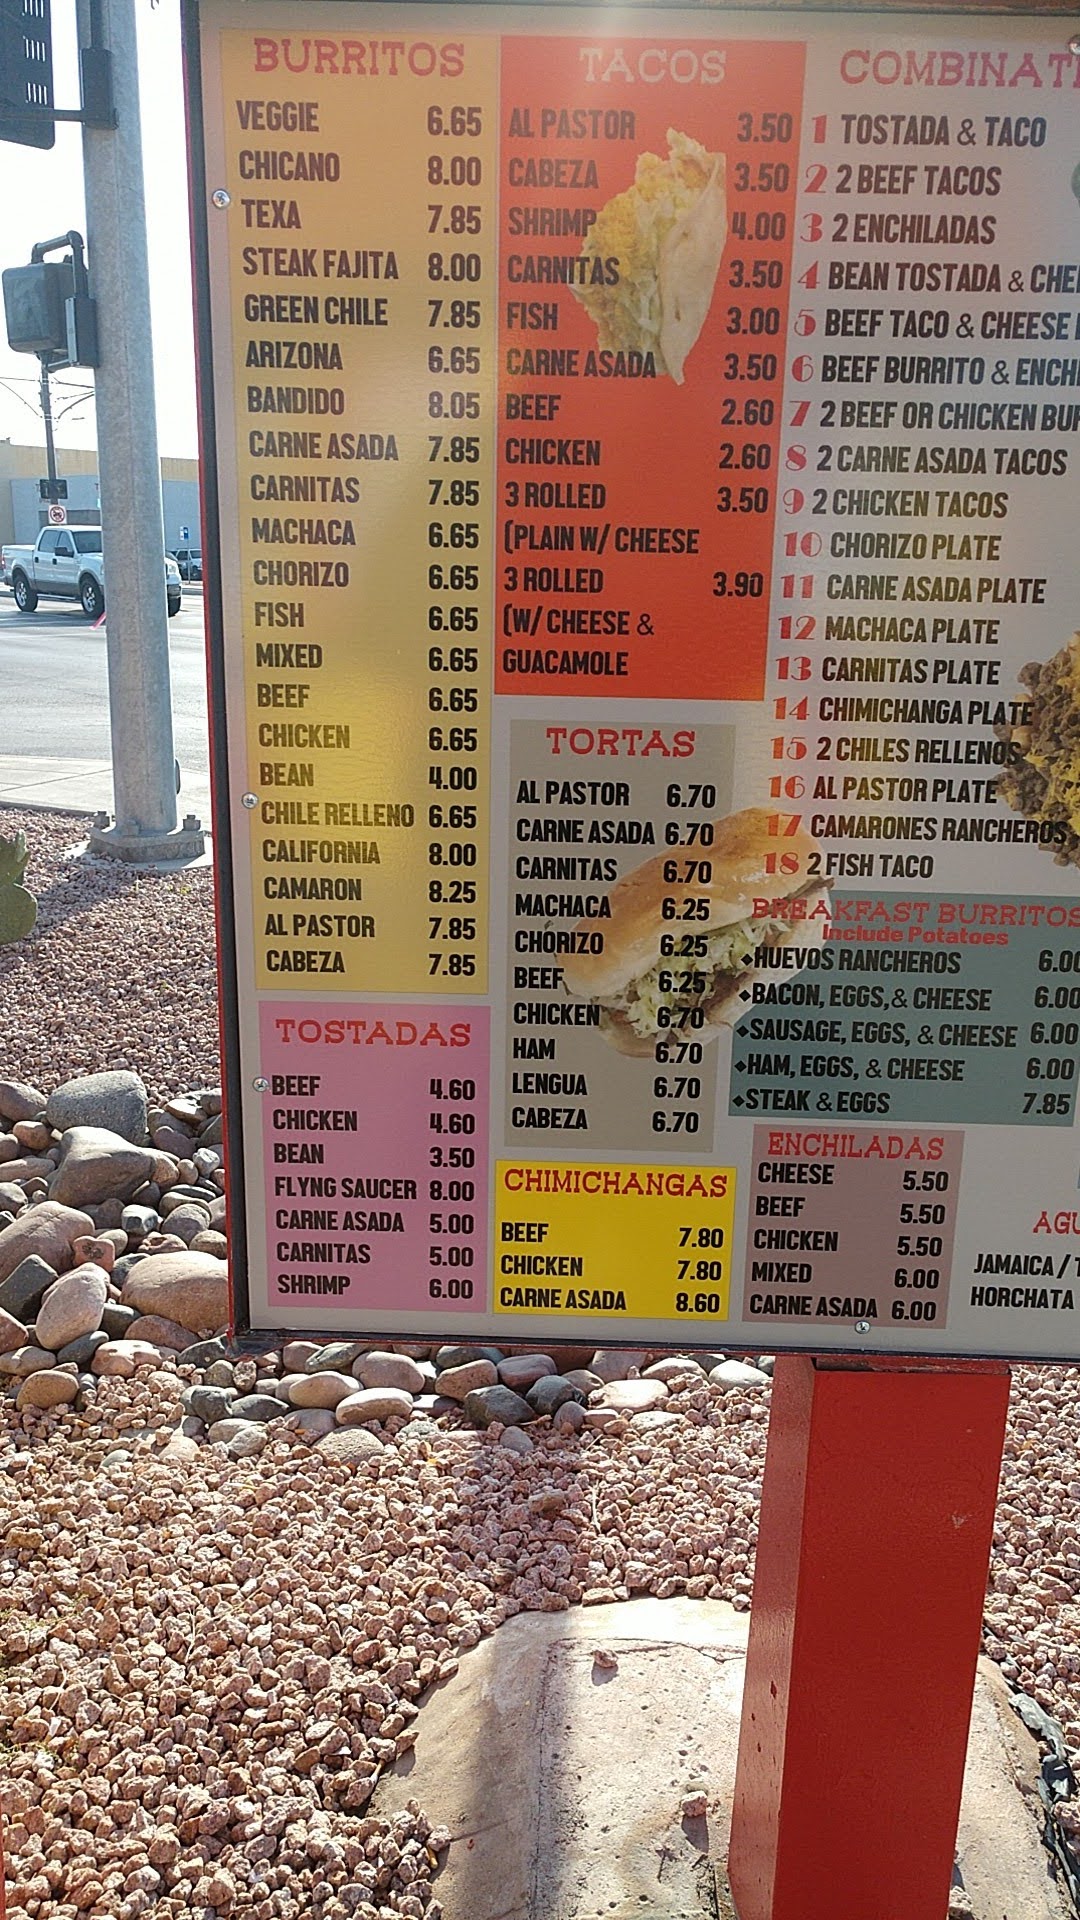 BURRITOS
VEGGIE 6.65
CHICANO 8.00
TEXA 7.85
STEAK FAJITA 8.00
GREEN CHILE 7.85
ARIZONA 6.65
BANDIDO 8.05
CARNE ASADA 7.85
CARNITAS 7.85
MACHACA 6.65
CHORIZO 6.65
FISH 6.65
MIXED 6.65
BEEF 6.65
CHICKEN 6.65
BEAN 4.00
CHILE RELLENO 6.65
CALIFORNIA 8.00
CAMARON 8.25
AL PASTOR 7.85
CABEZA 7.85
TOSTADAS
BEEF 4.60
CHICKEN 4.60
BEAN 3.50
FLYNG SAUCER 8.00
CARNE ASADA 5.00
CARNITAS 5.00
SHRIMP 6.00
TACOS
AL PASTOR 3.50
CABEZA 3.50
SHRIMP 4.00
CARNITAS 3.50
FISH 3.00
CARNE ASADA 3.50
BEEF 2.60
CHICKEN 2.60
3 ROLLED 3.50
(PLAIN W/ CHEESE
3 ROLLED 3.90
(W/ CHEESE &
GUACAMOLE
TORTAS
AL PASTOR 6.70
CARNE ASADA 6.70
CARNITAS 6.70
MACHACA 6.25
CHORIZO 6.25
BEEF 6.25
CHICKEN 6.70
HAM 6.70
LENGUA 6.70
CABEZA 6.70
CHIMICHANGAS
BEEF 7.80
CHICKEN 7.80
CARNE ASADA 8.60
COMBINATI
1 TOSTADA & TACO
2 2 BEEF TACOS
3 2 ENCHILADAS
4 BEAN TOSTADA & CHE
5 BEEF TACO & CHEESE
6 BEEF BURRITO & ENCHI
7 2 BEEF OR CHICKEN BU
8 2 CARNE ASADA TACOS
9 2 CHICKEN TACOS
10 CHORIZO PLATE
11 CARNE ASADA PLATE
12 MACHACA PLATE
13 CARNITAS PLATE
14 CHIMICHANGA PLATE
15 2 CHILES RELLENOS
16 AL PASTOR PLATE
17 CAMARONES RANCHEROS
18 2 FISH TACO
BREAKFAST BURRITOS
Include Potatoes
◆HUEVOS RANCHEROS 6.00
◆BACON, EGGS,& CHEESE 6.00
◆SAUSAGE, EGGS, & CHEESE 6.00
◆HAM, EGGS, & CHEESE 6.00
◆STEAK & EGGS 7.85
ENCHILADAS
CHEESE 5.50
BEEF 5.50
CHICKEN 5.50
MIXED 6.00
CARNE ASADA 6.00
AGU
JAMAICA / T
HORCHATA